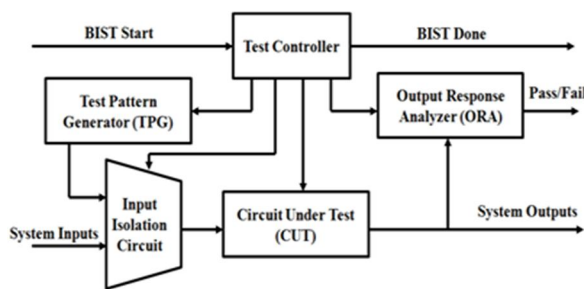 BIST Start
Test Controller
BIST Done
Test Pattern
Generator (TPG)
Output Response
Analyzer (ORA)
Pass/Fail
Input
Isolation
Circuit
System Inputs
Circuit Under Test
(CUT)
System Outputs